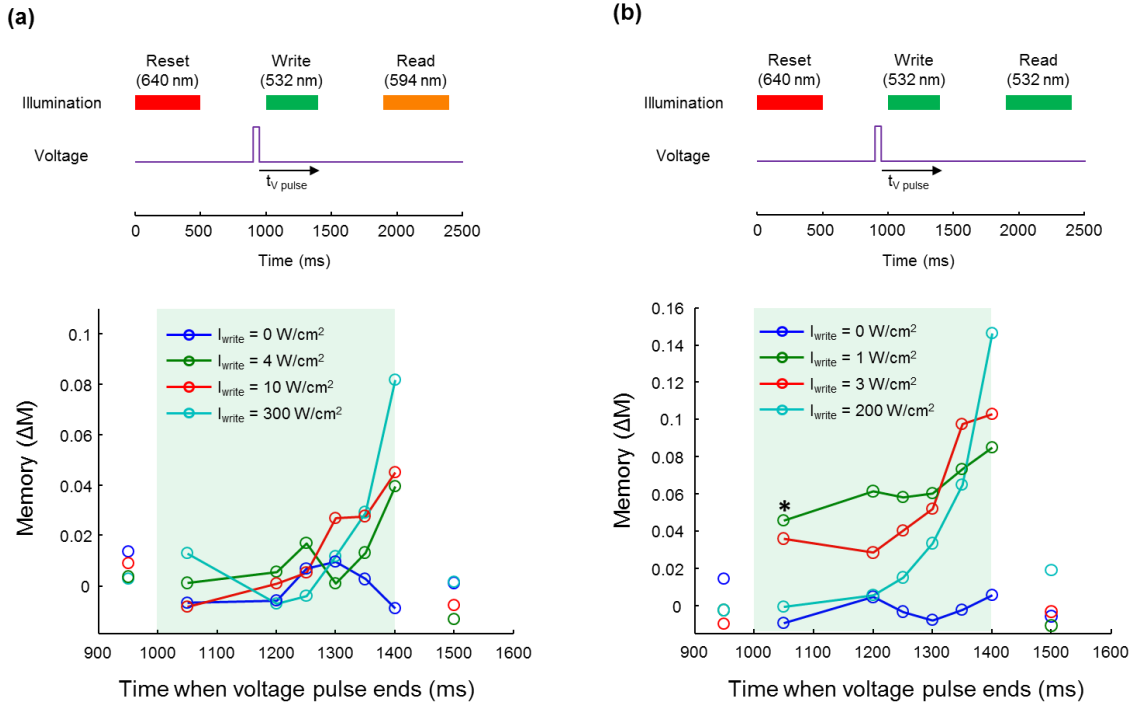 (a)
Reset
(640 nm)
Write
(532 nm)
Read
(594 nm)
Illumination
Voltage
tV pulse
0 500 1000 1500 2000 2500
Time (ms)
Memory (ΔM)
0.1
0.08
0.06
0.04
0.02
0
Iwrite = 0 W/cm²
Iwrite = 4 W/cm²
Iwrite = 10 W/cm²
Iwrite = 300 W/cm²
900 1000 1100 1200 1300 1400 1500 1600
Time when voltage pulse ends (ms)
(b)
Reset
(640 nm)
Write
(532 nm)
Read
(532 nm)
Illumination
Voltage
tV pulse
0 500 1000 1500 2000 2500
Time (ms)
Memory (ΔM)
0.16
0.14
0.12
0.1
0.08
0.06
0.04
0.02
0
Iwrite = 0 W/cm²
Iwrite = 1 W/cm²
Iwrite = 3 W/cm²
Iwrite = 200 W/cm²
*
900 1000 1100 1200 1300 1400 1500 1600
Time when voltage pulse ends (ms)